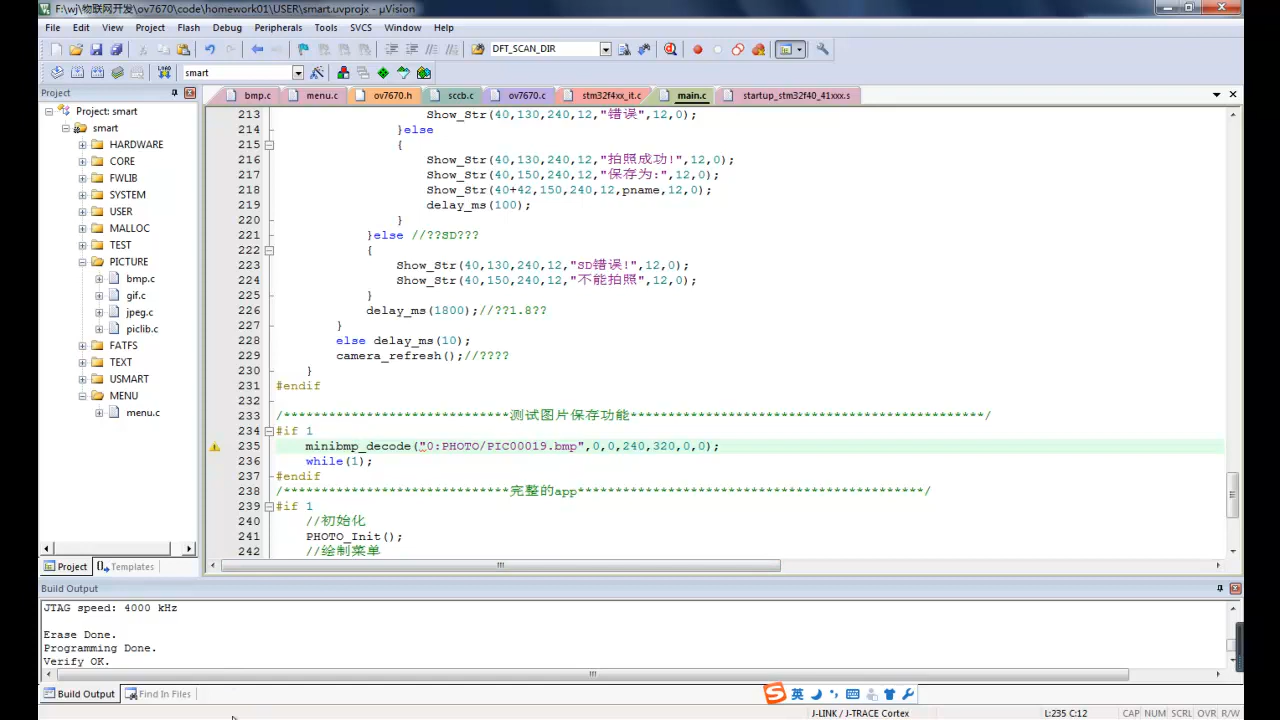 F:\wj\物联网开发\ov7670\code\homework01\USER\smart.uvprojx - µVision
File Edit View Project Flash Debug Peripherals Tools SVCS Window Help
DFT_SCAN_DIR
LOAD smart
Project
bmp.c menu.c ov7670.h sccb.c ov7670.c stm32f4xx_it.c main.c startup_stm32f40_41xxx.s
Project: smart
smart
HARDWARE
CORE
FWLIB
SYSTEM
USER
MALLOC
TEST
PICTURE
bmp.c
gif.c
jpeg.c
piclib.c
FATFS
TEXT
USMART
MENU
menu.c
Project Templates
213 Show_Str(40,130,240,12,"错误",12,0);
214 }else
215 {
216 Show_Str(40,130,240,12,"拍照成功!",12,0);
217 Show_Str(40,150,240,12,"保存为:",12,0);
218 Show_Str(40+42,150,240,12,pname,12,0);
219 delay_ms(100);
220 }
221 }else //??SD???
222 {
223 Show_Str(40,130,240,12,"SD错误!",12,0);
224 Show_Str(40,150,240,12,"不能拍照",12,0);
225 }
226 delay_ms(1800);//??1.8??
227 }
228 else delay_ms(10);
229 camera_refresh();//????
230 }
231 #endif
232
233 /******************************测试图片保存功能***********************************************/
234 #if 1
235 minibmp_decode("0:PHOTO/PIC00019.bmp",0,0,240,320,0,0);
236 while(1);
237 #endif
238 /******************************完整的app**********************************************/
239 #if 1
240 //初始化
241 PHOTO_Init();
242 //绘制菜单
Build Output
JTAG speed: 4000 kHz
Erase Done.
Programming Done.
Verify OK.
Build Output Find In Files
S 英
J-LINK / J-TRACE Cortex L:235 C:12 CAP NUM SCRL OVR R/W